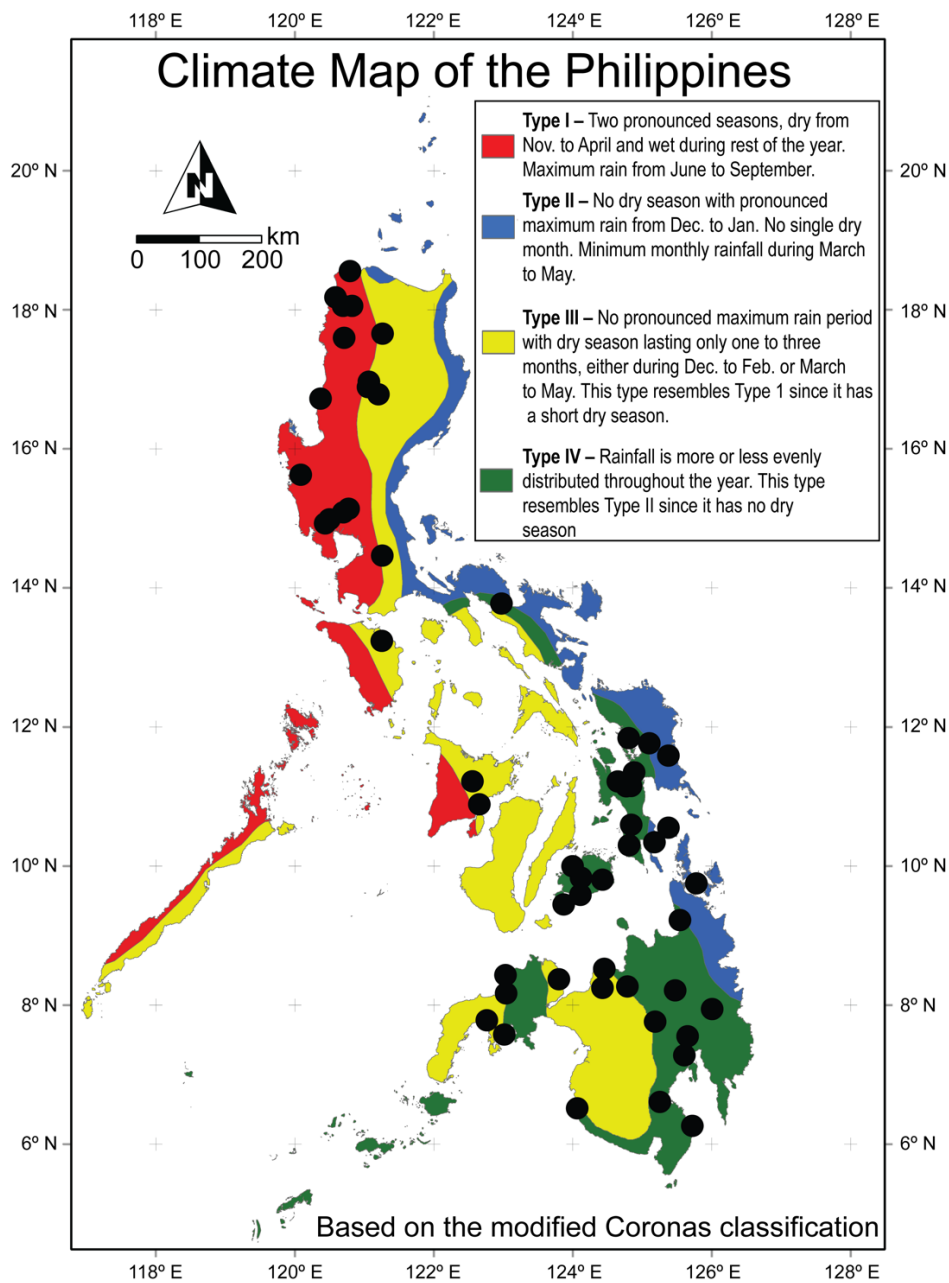 118º E 120º E 122º E 124º E 126º E 128º E
Climate Map of the Philippines
Type I – Two pronounced seasons, dry from
Nov. to April and wet during rest of the year.
Maximum rain from June to September.
Type II – No dry season with pronounced
maximum rain from Dec. to Jan. No single dry
month. Minimum monthly rainfall during March
to May.
Type III – No pronounced maximum rain period
with dry season lasting only one to three
months, either during Dec. to Feb. or March
to May. This type resembles Type 1 since it has
a short dry season.
Type IV – Rainfall is more or less evenly
distributed throughout the year. This type
resembles Type II since it has no dry
season
N
km
0 100 200
20º N 20º N
18º N 18º N
16º N 16º N
14º N 14º N
12º N 12º N
10º N 10º N
8º N 8º N
6º N 6º N
Based on the modified Coronas classification
118º E 120º E 122º E 124º E 126º E 128º E